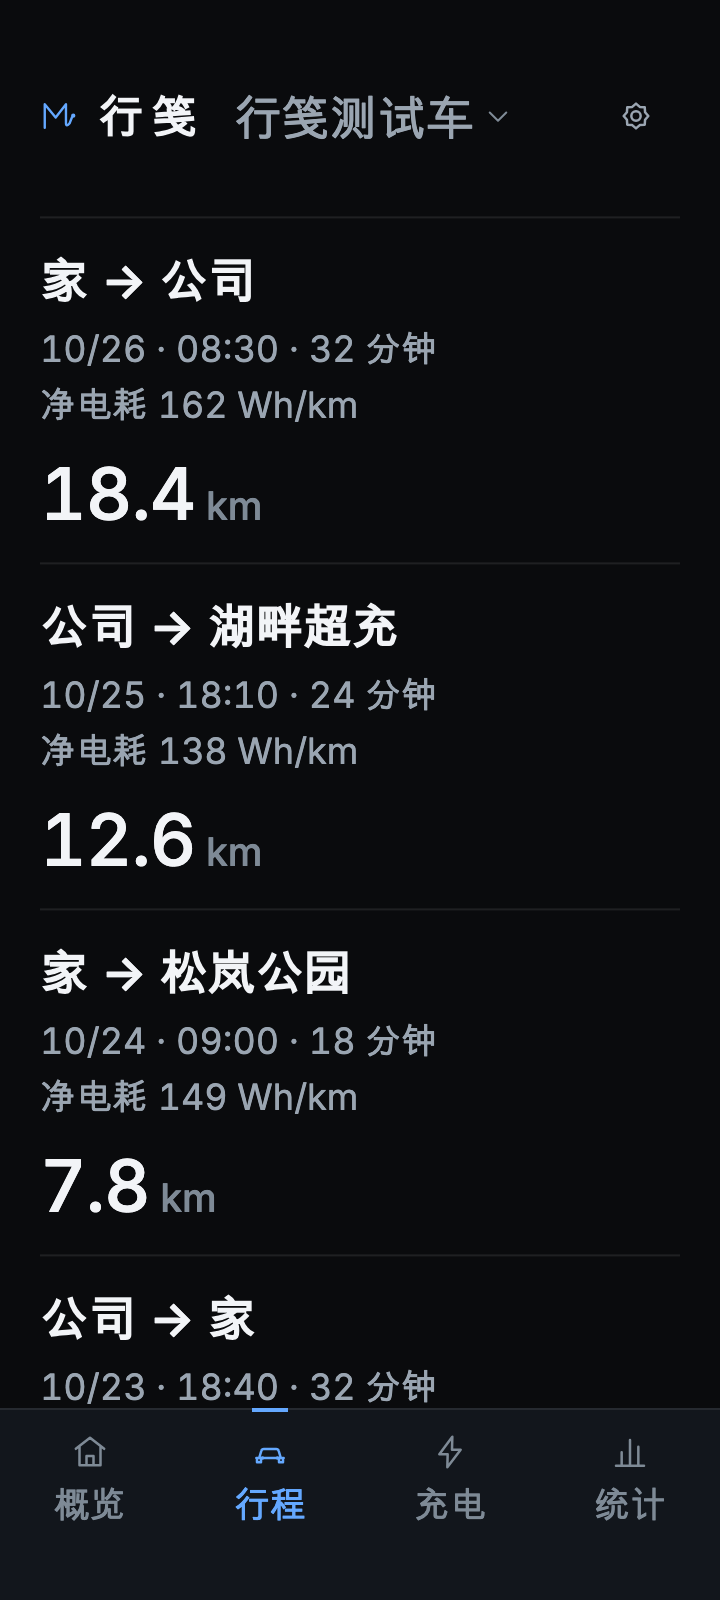 行笺 行笺测试车
家 → 公司
10/26 · 08:30 · 32 分钟
净电耗 162 Wh/km
18.4 km
公司 → 湖畔超充
10/25 · 18:10 · 24 分钟
净电耗 138 Wh/km
12.6 km
家 → 松岚公园
10/24 · 09:00 · 18 分钟
净电耗 149 Wh/km
7.8 km
公司 → 家
10/23 · 18:40 · 32 分钟
概览 行程 充电 统计